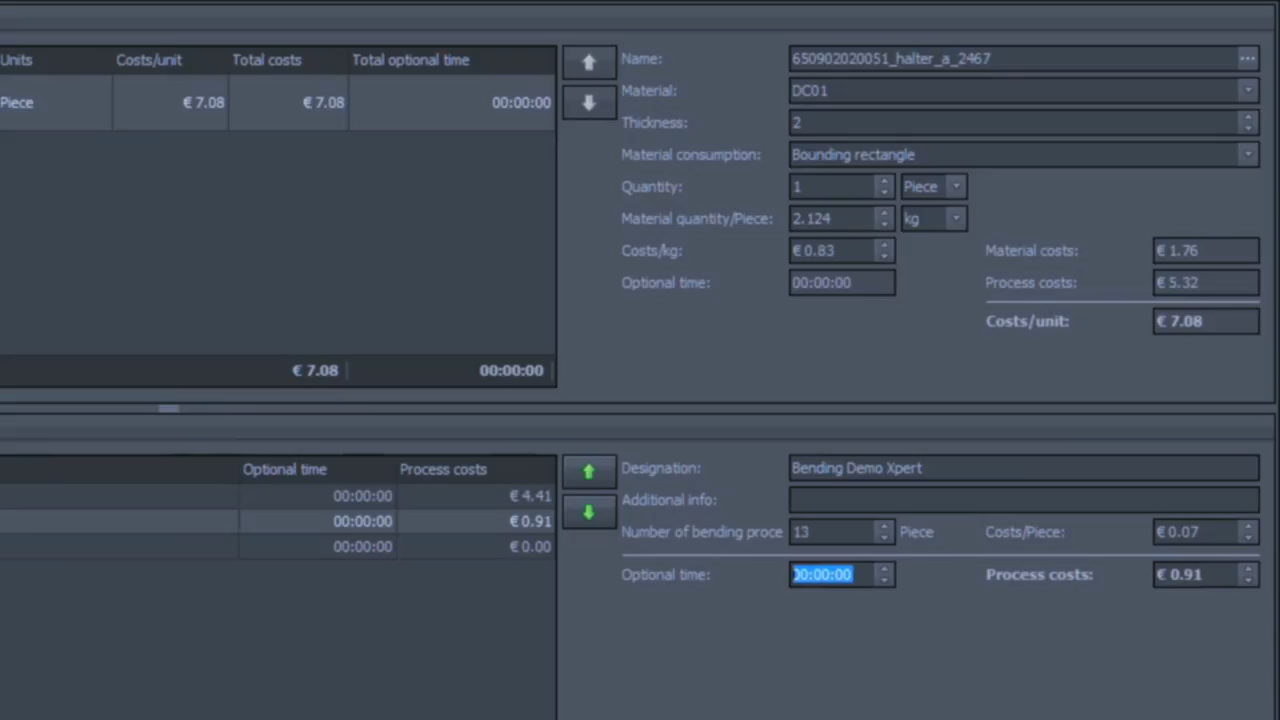 Units Costs/unit Total costs Total optional time
Piece € 7.08 € 7.08 00:00:00
€ 7.08 00:00:00
Name: 650902020051_halter_a_2467 ...
Material: DC01
Thickness: 2
Material consumption: Bounding rectangle
Quantity: 1 Piece
Material quantity/Piece: 2.124 kg
Costs/kg: € 0.83 Material costs: € 1.76
Optional time: 00:00:00 Process costs: € 5.32
Costs/unit: € 7.08
Optional time Process costs
00:00:00 € 4.41
00:00:00 € 0.91
00:00:00 € 0.00
Designation: Bending Demo Xpert
Additional info:
Number of bending proce 13 Piece Costs/Piece: € 0.07
Optional time: 00:00:00 Process costs: € 0.91